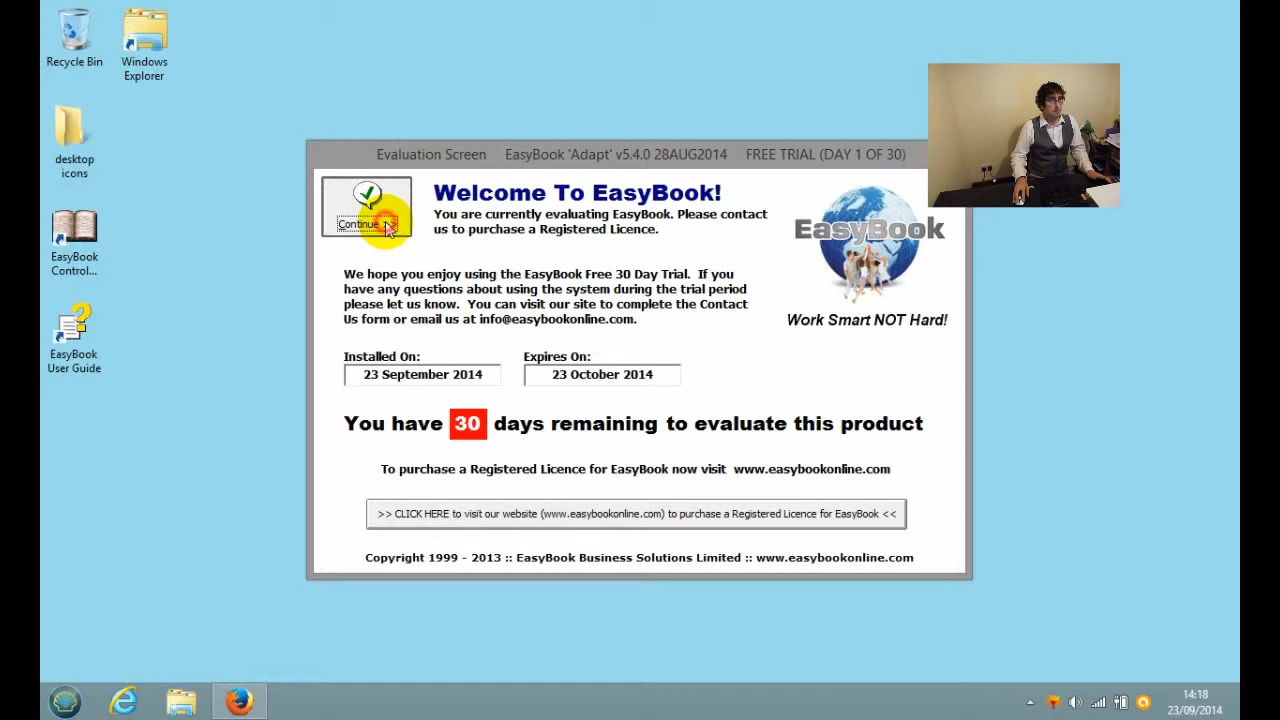 Recycle Bin
Windows
Explorer
desktop
icons
EasyBook
Control...
EasyBook
User Guide
Evaluation Screen EasyBook 'Adapt' v5.4.0 28AUG2014 FREE TRIAL (DAY 1 OF 30)
Continue
Welcome To EasyBook!
You are currently evaluating EasyBook. Please contact
us to purchase a Registered Licence.
EasyBook
Work Smart NOT Hard!
We hope you enjoy using the EasyBook Free 30 Day Trial. If you
have any questions about using the system during the trial period
please let us know. You can visit our site to complete the Contact
Us form or email us at info@easybookonline.com.
Installed On: Expires On:
23 September 2014 23 October 2014
You have 30 days remaining to evaluate this product
To purchase a Registered Licence for EasyBook now visit www.easybookonline.com
>> CLICK HERE to visit our website (www.easybookonline.com) to purchase a Registered Licence for EasyBook <<
Copyright 1999 - 2013 :: EasyBook Business Solutions Limited :: www.easybookonline.com
14:18
23/09/2014